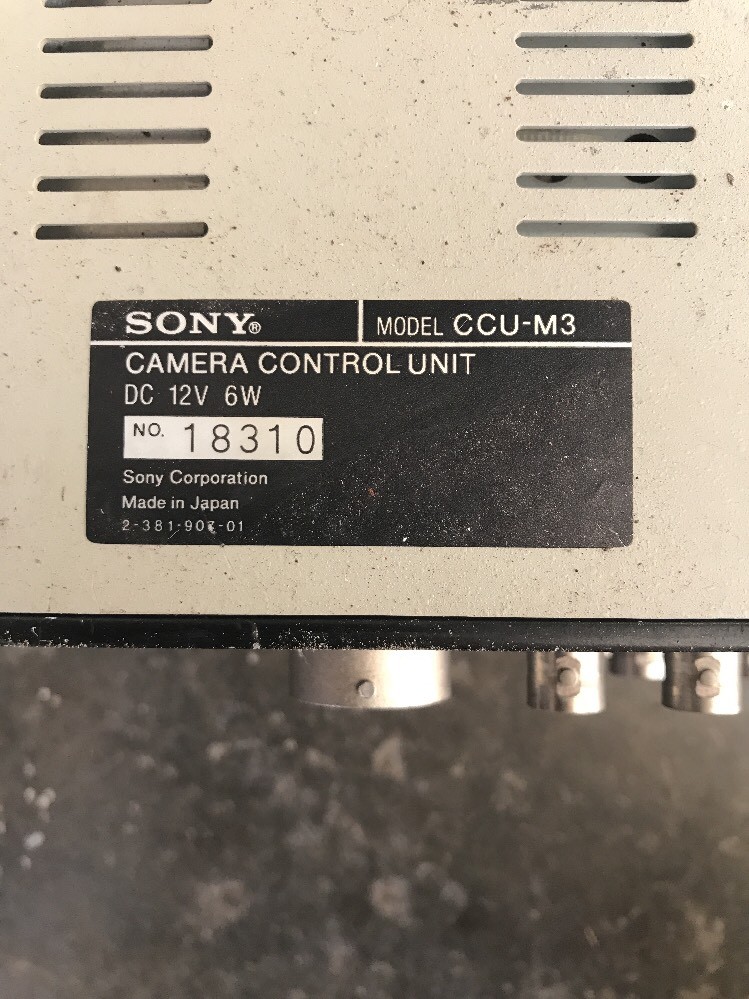 SONY® MODEL CCU-M3
CAMERA CONTROL UNIT
DC 12V 6W
NO. 18310
Sony Corporation
Made in Japan